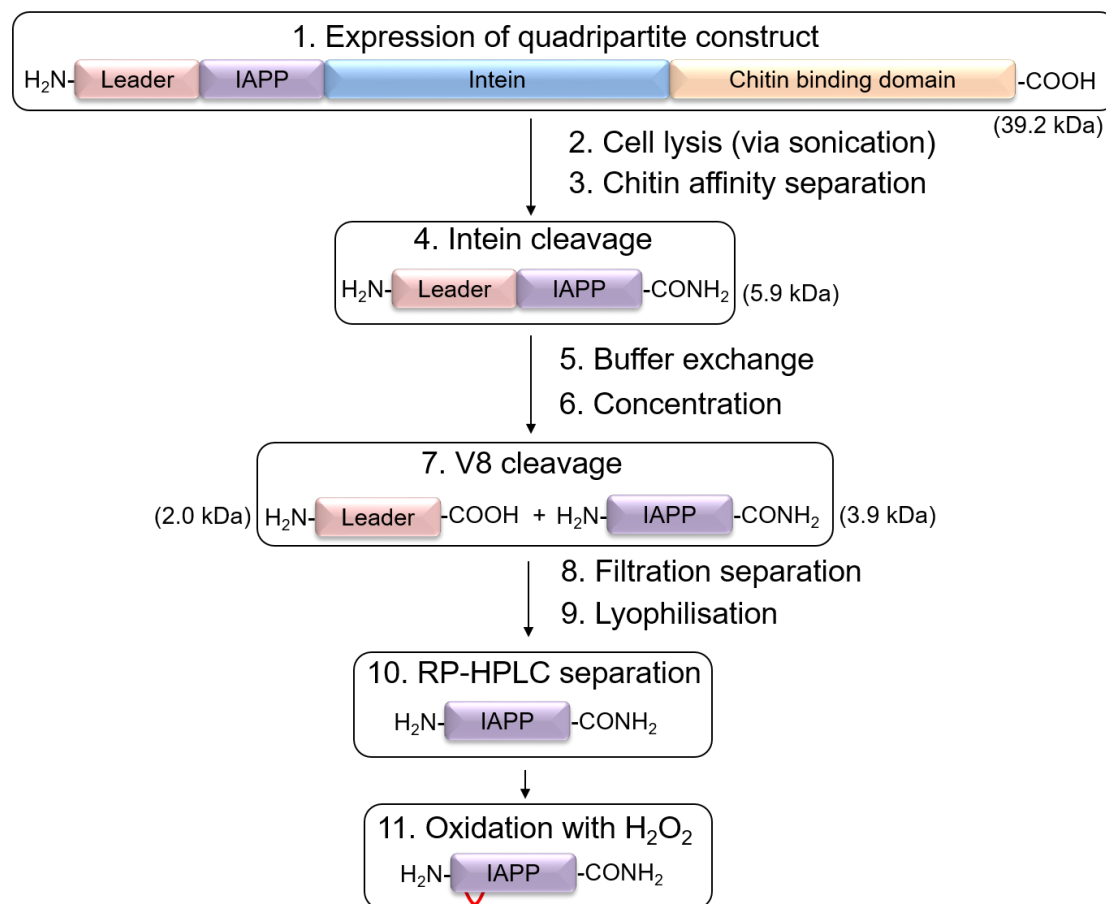 1. Expression of quadripartite construct
H₂N- Leader IAPP Intein Chitin binding domain -COOH
(39.2 kDa)
2. Cell lysis (via sonication)
3. Chitin affinity separation
4. Intein cleavage
H₂N- Leader IAPP -CONH₂ (5.9 kDa)
5. Buffer exchange
6. Concentration
7. V8 cleavage
(2.0 kDa) H₂N- Leader -COOH + H₂N- IAPP -CONH₂ (3.9 kDa)
8. Filtration separation
9. Lyophilisation
10. RP-HPLC separation
H₂N- IAPP -CONH₂
11. Oxidation with H₂O₂
H₂N- IAPP -CONH₂